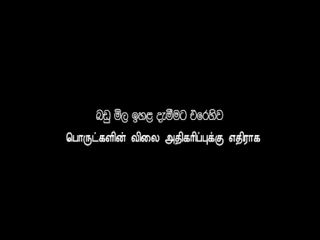 බඩු මිල ඉහළ දැමීමට එරෙහිව
பொருட்களின் விலை அதிகரிப்புக்கு எதிராக